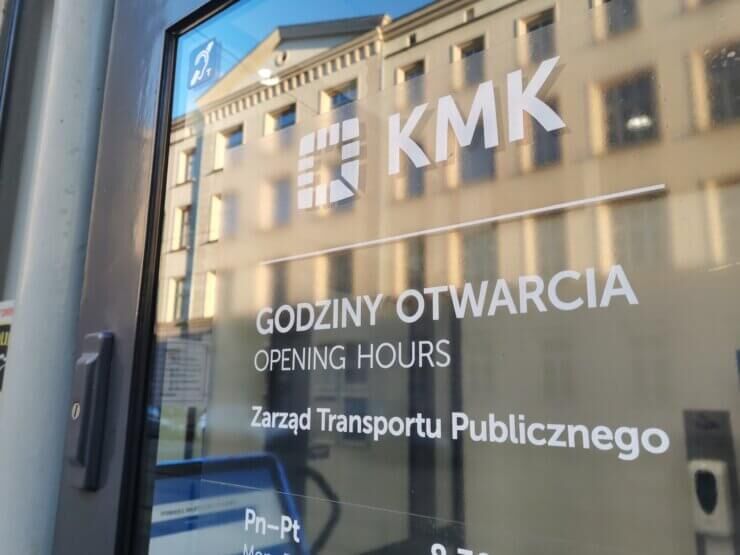 KMK
GODZINY OTWARCIA
OPENING HOURS
Zarząd Transportu Publicznego
Pn–Pt
T